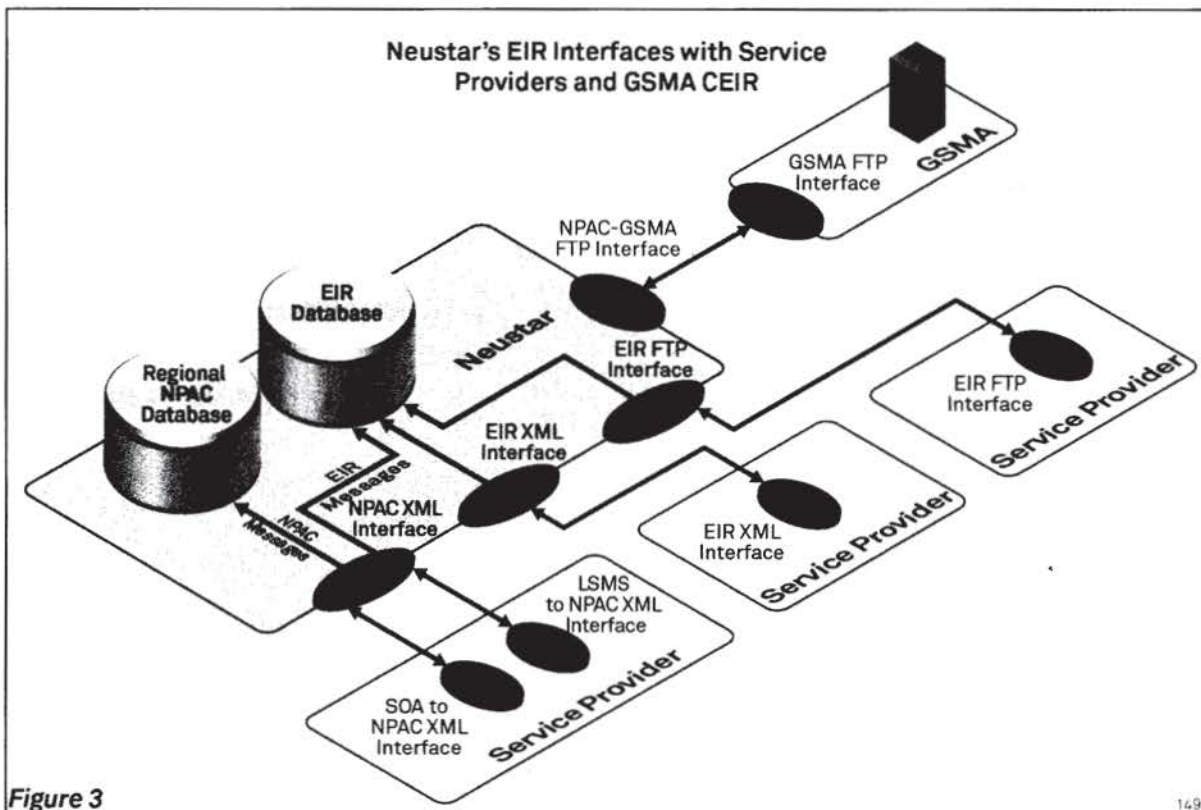 Neustar's EIR Interfaces with Service
Providers and GSMA CEIR
GSMA
GSMA FTP
Interface
NPAC-GSMA
FTP Interface
EIR
Database
Neustar
Regional
NPAC
Database
EIR FTP
Interface
EIR FTP
Interface
Service Provider
EIR XML
Interface
EIR
Messages
NPAC XML
Interface
NPAC
Messages
EIR XML
Interface
Service Provider
LSMS
to NPAC XML
Interface
SOA to
NPAC XML
Interface
Service Provider
Figure 3
149